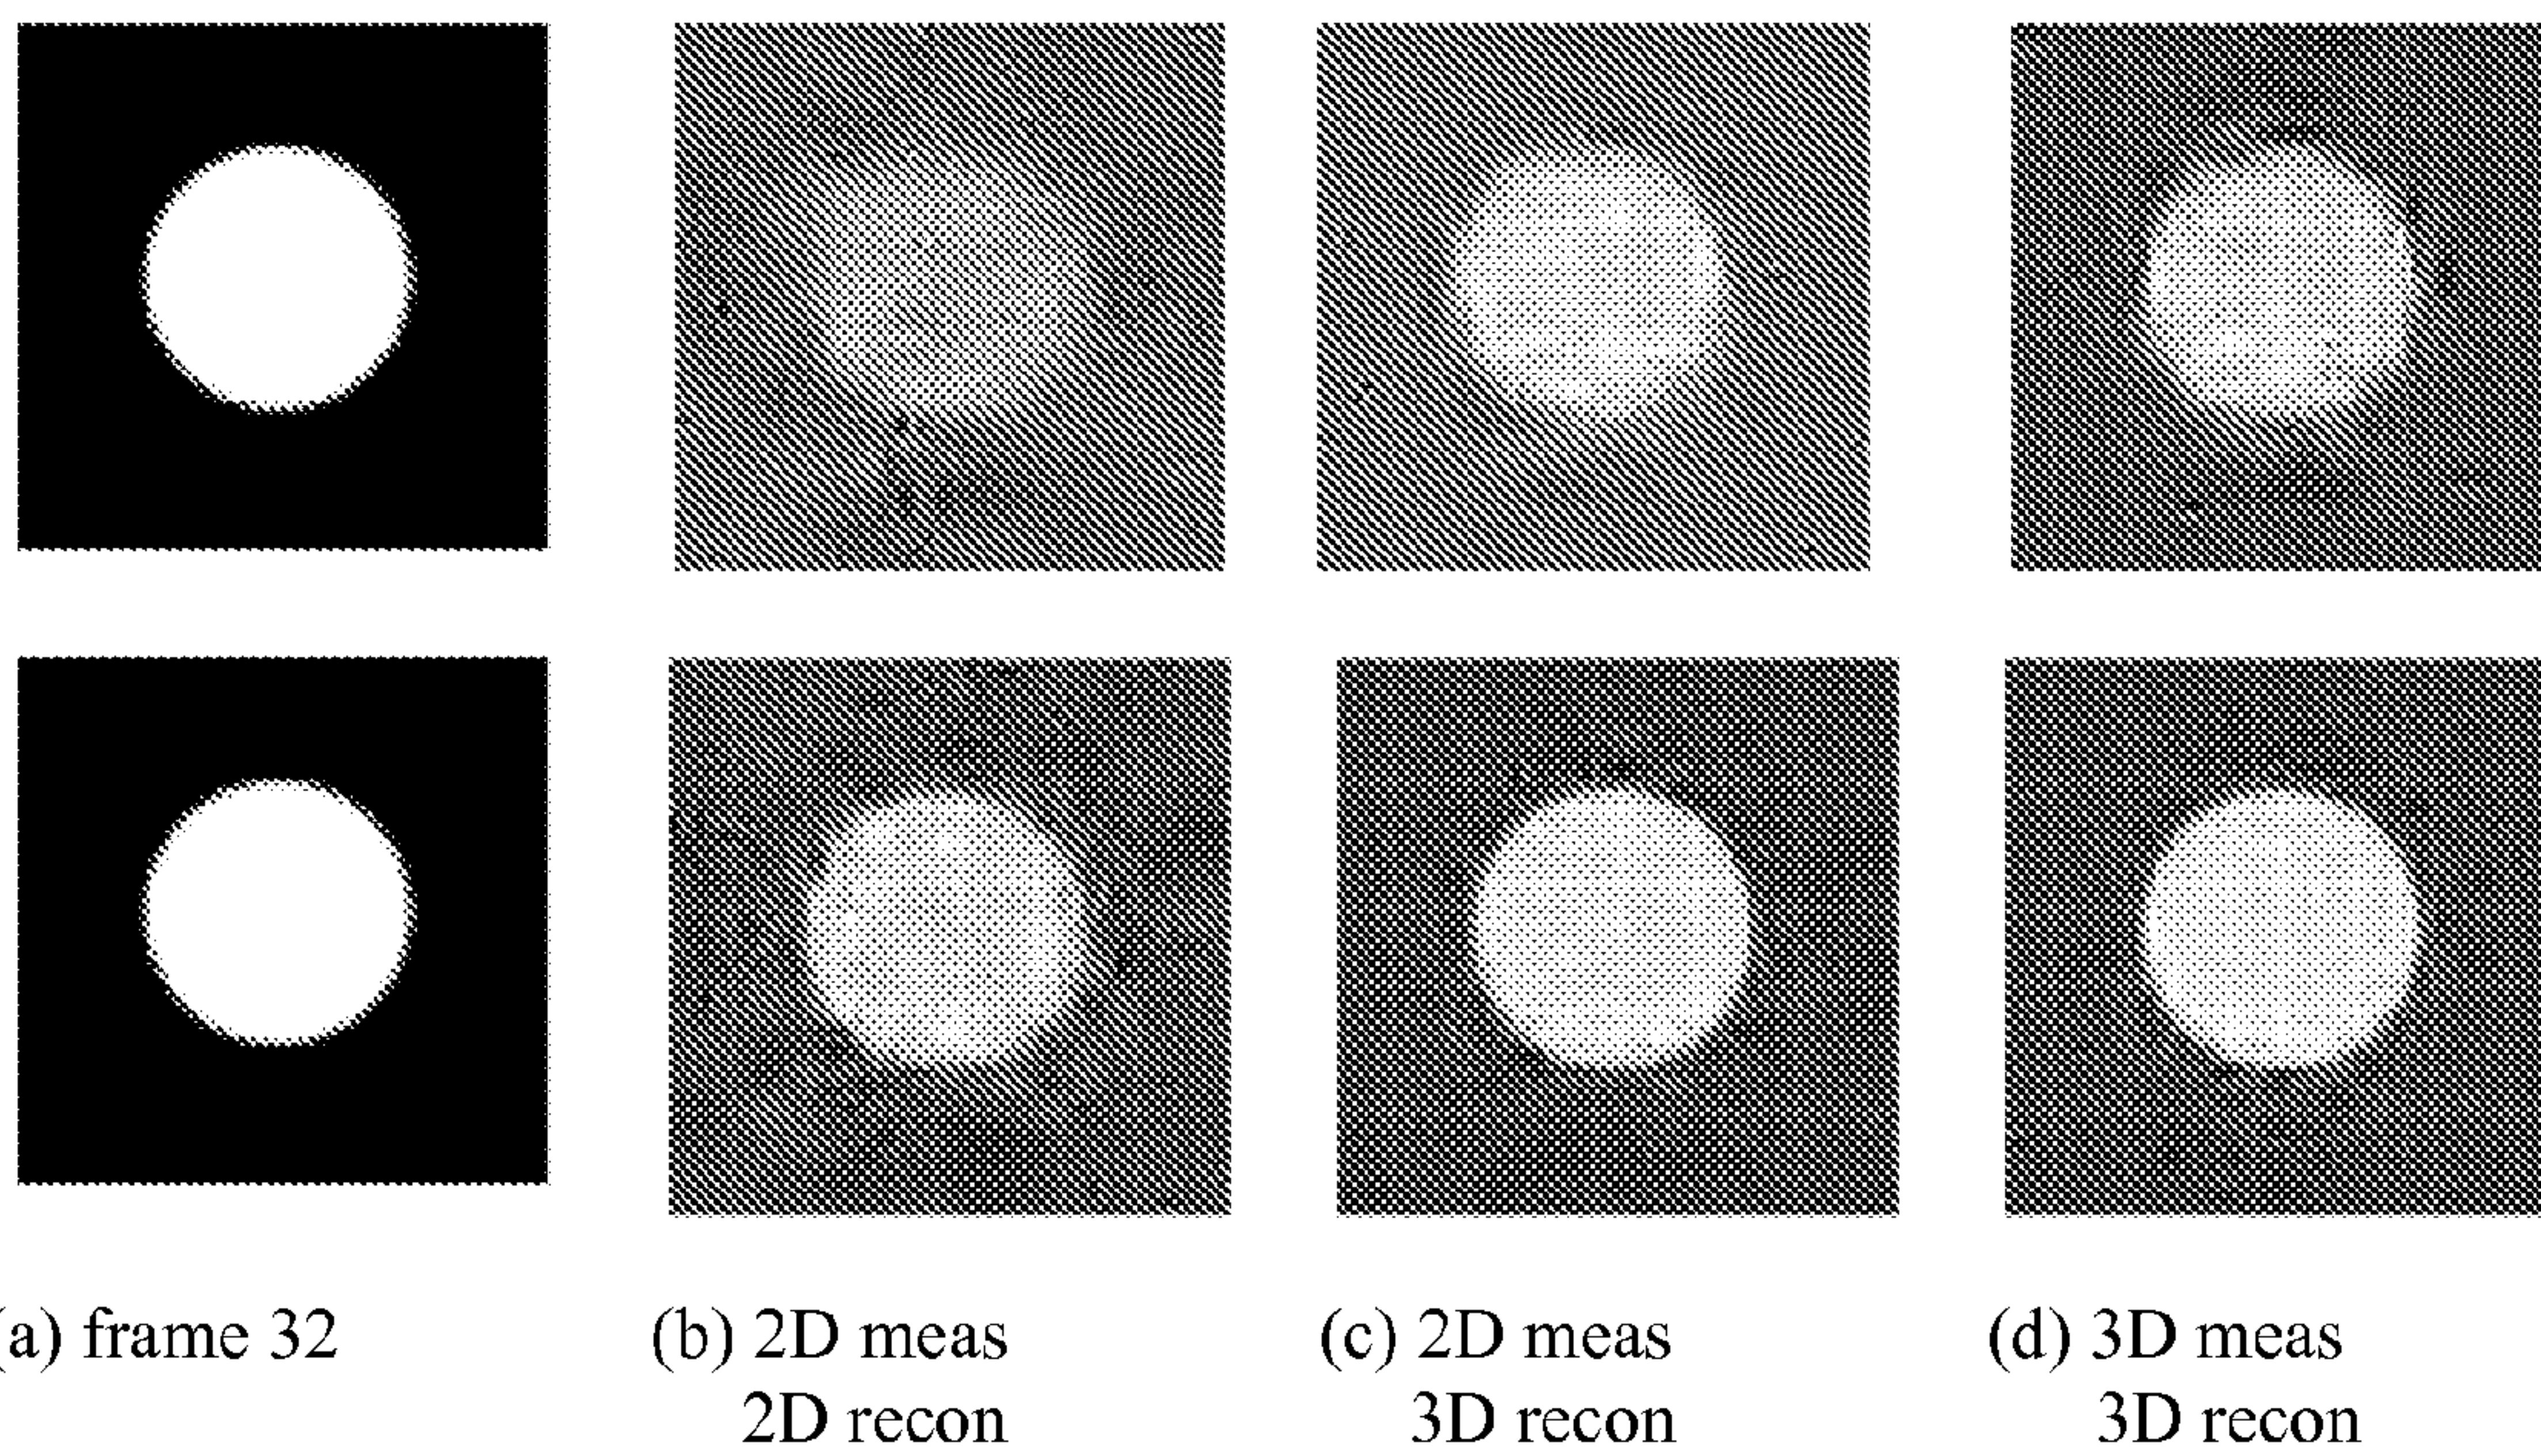 (a) frame 32
(b) 2D meas
2D recon
(c) 2D meas
3D recon
(d) 3D meas
3D recon